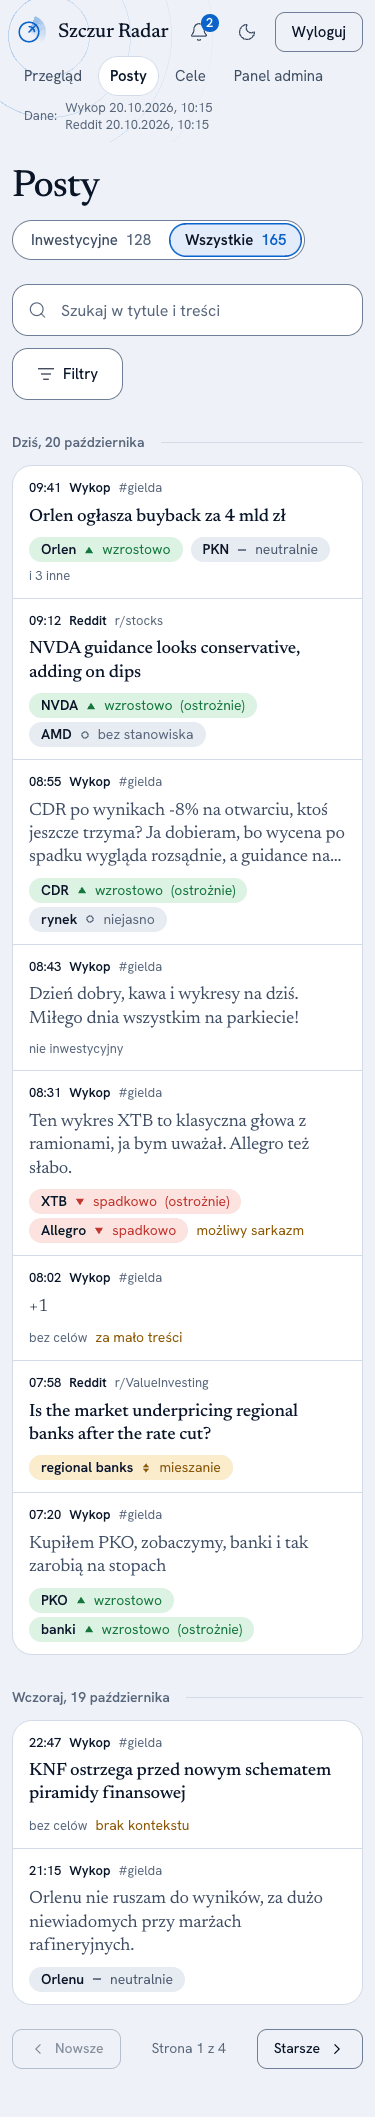 Szczur Radar
2
Wyloguj
Przegląd Posty Cele Panel admina
Dane: Wykop 20.10.2026, 10:15
Reddit 20.10.2026, 10:15
Posty
Inwestycyjne 128 Wszystkie 165
Szukaj w tytule i treści
Filtry
Dziś, 20 października
09:41 Wykop #gielda
Orlen ogłasza buyback za 4 mld zł
Orlen wzrostowo PKN neutralnie
i 3 inne
09:12 Reddit r/stocks
NVDA guidance looks conservative,
adding on dips
NVDA wzrostowo (ostrożnie)
AMD bez stanowiska
08:55 Wykop #gielda
CDR po wynikach -8% na otwarciu, ktoś
jeszcze trzyma? Ja dobieram, bo wycena po
spadku wygląda rozsądnie, a guidance na...
CDR wzrostowo (ostrożnie)
rynek niejasno
08:43 Wykop #gielda
Dzień dobry, kawa i wykresy na dziś.
Miłego dnia wszystkim na parkiecie!
nie inwestycyjny
08:31 Wykop #gielda
Ten wykres XTB to klasyczna głowa z
ramionami, ja bym uważał. Allegro też
słabo.
XTB spadkowo (ostrożnie)
Allegro spadkowo możliwy sarkazm
08:02 Wykop #gielda
+1
bez celów za mało treści
07:58 Reddit r/ValueInvesting
Is the market underpricing regional
banks after the rate cut?
regional banks mieszanie
07:20 Wykop #gielda
Kupiłem PKO, zobaczymy, banki i tak
zarobią na stopach
PKO wzrostowo
banki wzrostowo (ostrożnie)
Wczoraj, 19 października
22:47 Wykop #gielda
KNF ostrzega przed nowym schematem
piramidy finansowej
bez celów brak kontekstu
21:15 Wykop #gielda
Orlenu nie ruszam do wyników, za dużo
niewiadomych przy marżach
rafineryjnych.
Orlenu neutralnie
Nowsze Strona 1 z 4 Starsze